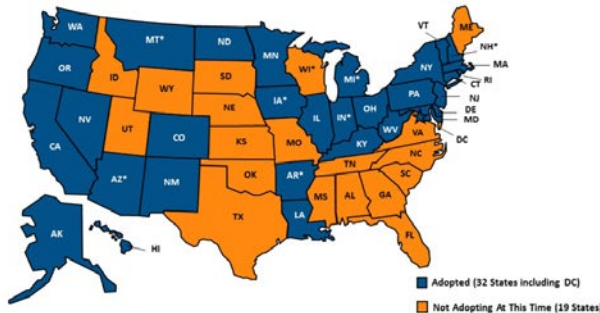 WA
MT*
ND
MN
VT
ME
NH*
OR
ID
SD
WI*
MI*
NY
MA
WY
RI
CT
IA*
PA
NJ
NV
NE
OH
DE
UT
IL
IN*
MD
CA
CO
WV
VA
DC
KS
MO
KY
NC
AZ*
NM
OK
AR*
TN
SC
MS
AL
GA
TX
LA
AK
FL
HI
Adopted (32 States including DC)
Not Adopting At This Time (19 States)